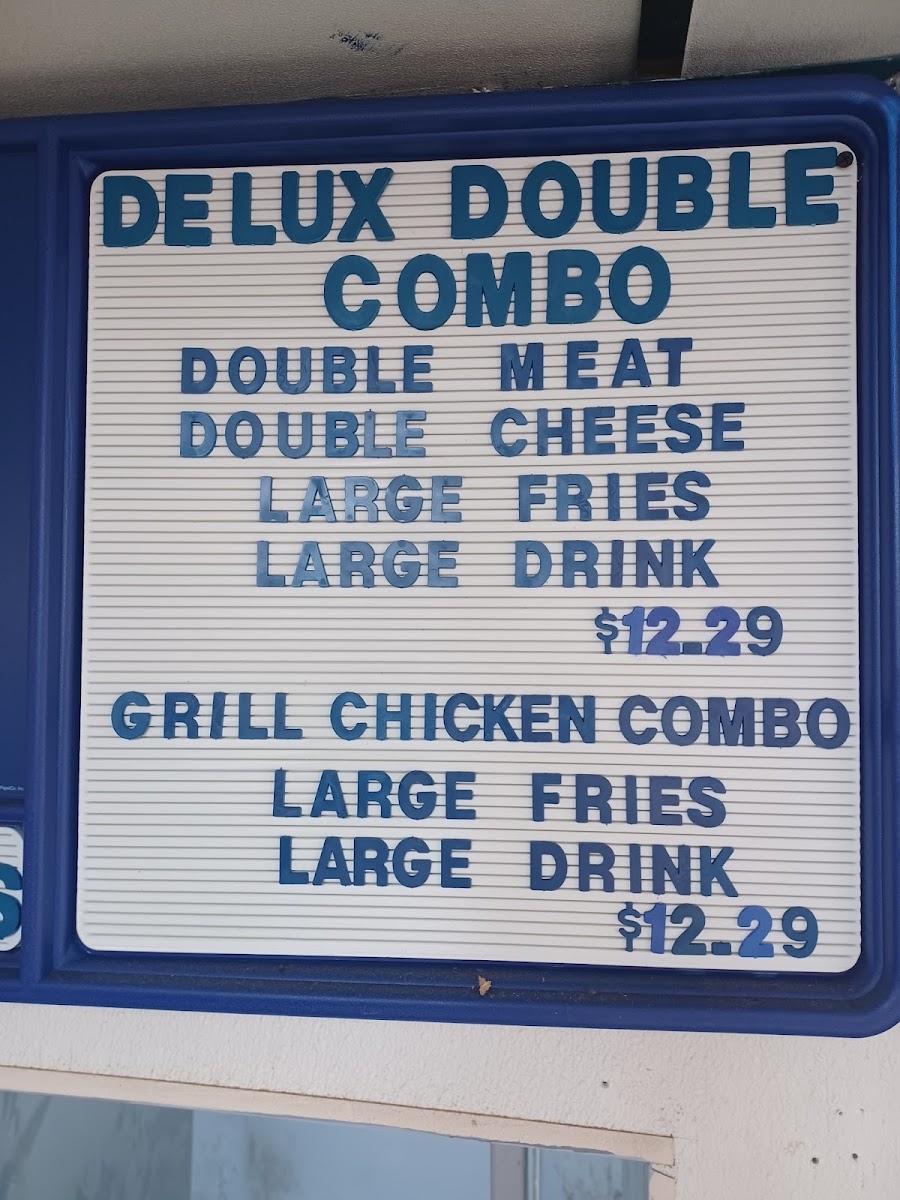 DELUX DOUBLE
COMBO
DOUBLE MEAT
DOUBLE CHEESE
LARGE FRIES
LARGE DRINK
$12.29
GRILL CHICKEN COMBO
LARGE FRIES
LARGE DRINK
$12.29